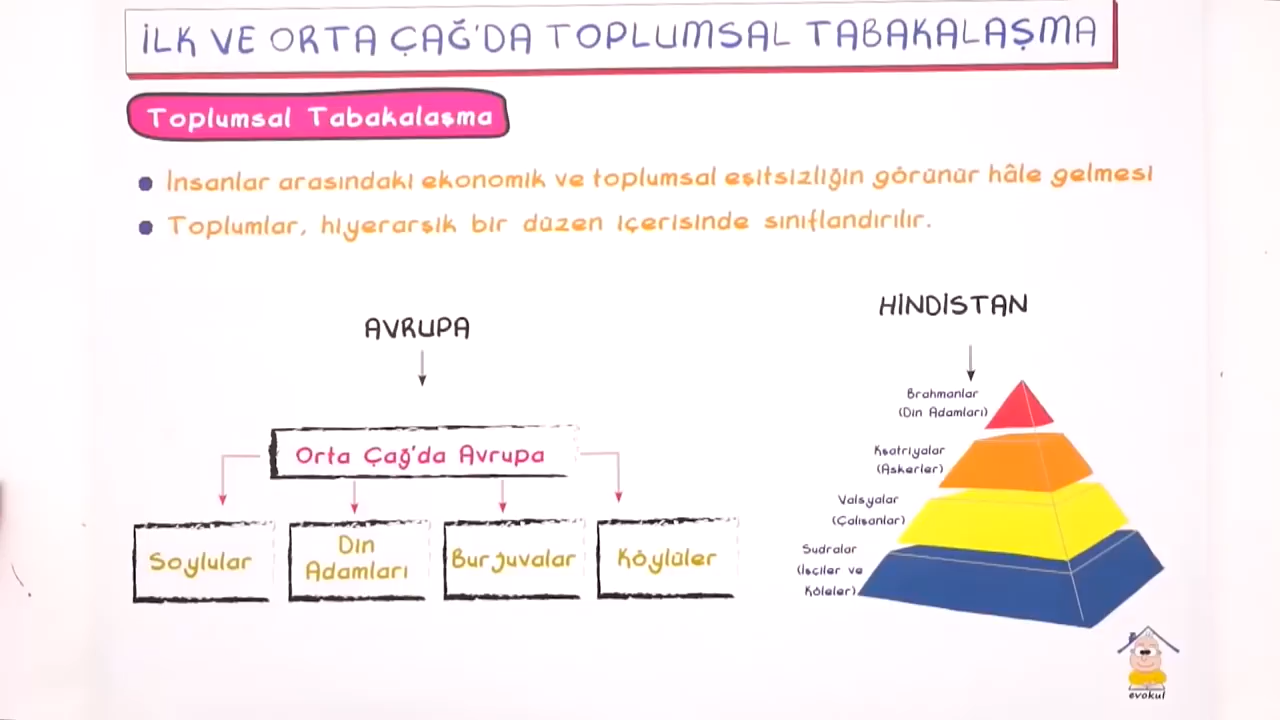 İLK VE ORTA ÇAĞ'DA TOPLUMSAL TABAKALAŞMA
Toplumsal Tabakalaşma
İnsanlar arasındaki ekonomik ve toplumsal eşitsizliğin görünür hâle gelmesi
Toplumlar, hiyerarşik bir düzen içerisinde sınıflandırılır.
AVRUPA
Orta Çağ'da Avrupa
Soylular
Din
Adamları
Burjuvalar
Köylüler
HİNDİSTAN
Brahmanlar
(Din Adamları)
Kşatriyalar
(Askerler)
Vaisyalar
(Çalışanlar)
Sudralar
(İşçiler ve
Köleler)
evokul